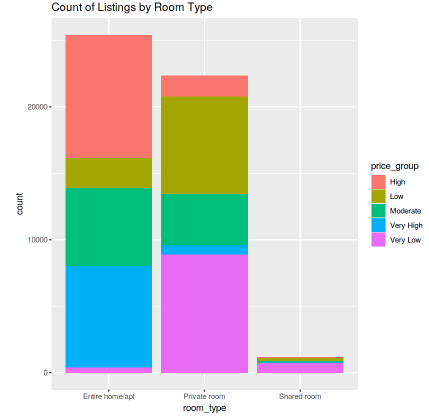 Count of Listings by Room Type
20000
10000
0
count
Entire home/apt
Private room
Shared room
room_type
price_group
High
Low
Moderate
Very High
Very Low